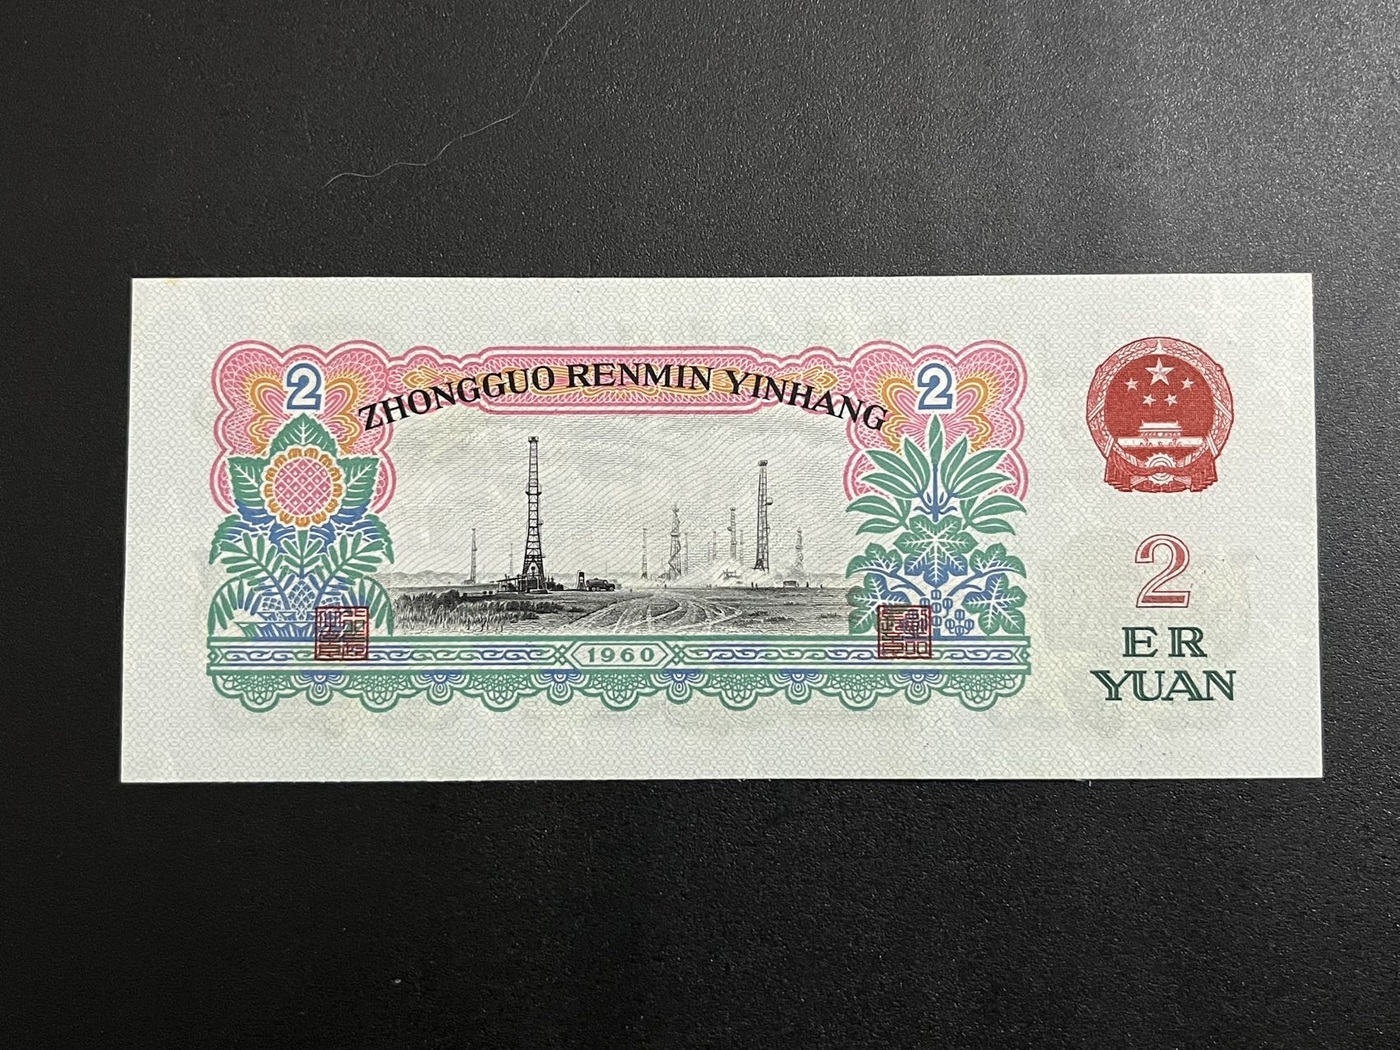 2
ZHONGGUO RENMIN YINHANG
2
1960
2
ER
YUAN